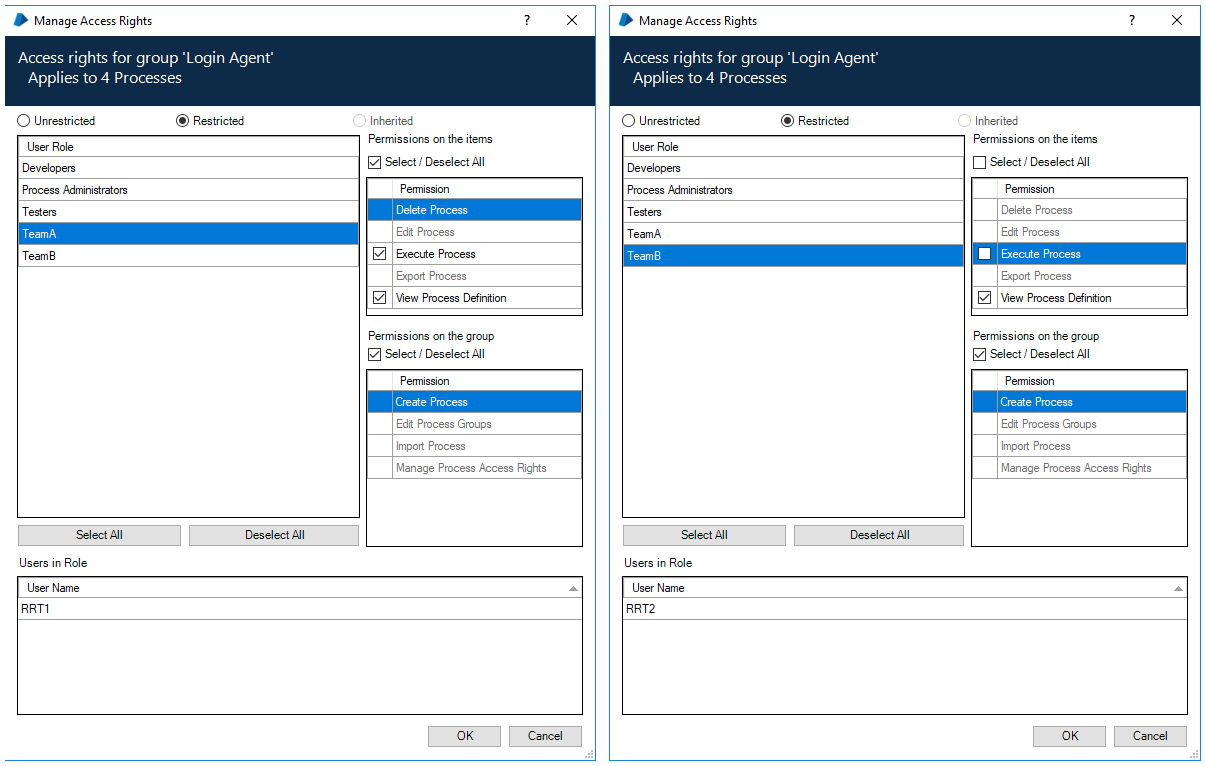 Manage Access Rights
?
Access rights for group 'Login Agent'
Applies to 4 Processes
Unrestricted
Restricted
Inherited
User Role
Developers
Process Administrators
Testers
TeamA
TeamB
Select All
Deselect All
Permissions on the items
Select / Deselect All
Permission
Delete Process
Edit Process
Execute Process
Export Process
View Process Definition
Permissions on the group
Select / Deselect All
Permission
Create Process
Edit Process Groups
Import Process
Manage Process Access Rights
Users in Role
User Name
RRT1
OK
Cancel
Manage Access Rights
?
Access rights for group 'Login Agent'
Applies to 4 Processes
Unrestricted
Restricted
Inherited
User Role
Developers
Process Administrators
Testers
TeamA
TeamB
Select All
Deselect All
Permissions on the items
Select / Deselect All
Permission
Delete Process
Edit Process
Execute Process
Export Process
View Process Definition
Permissions on the group
Select / Deselect All
Permission
Create Process
Edit Process Groups
Import Process
Manage Process Access Rights
Users in Role
User Name
RRT2
OK
Cancel